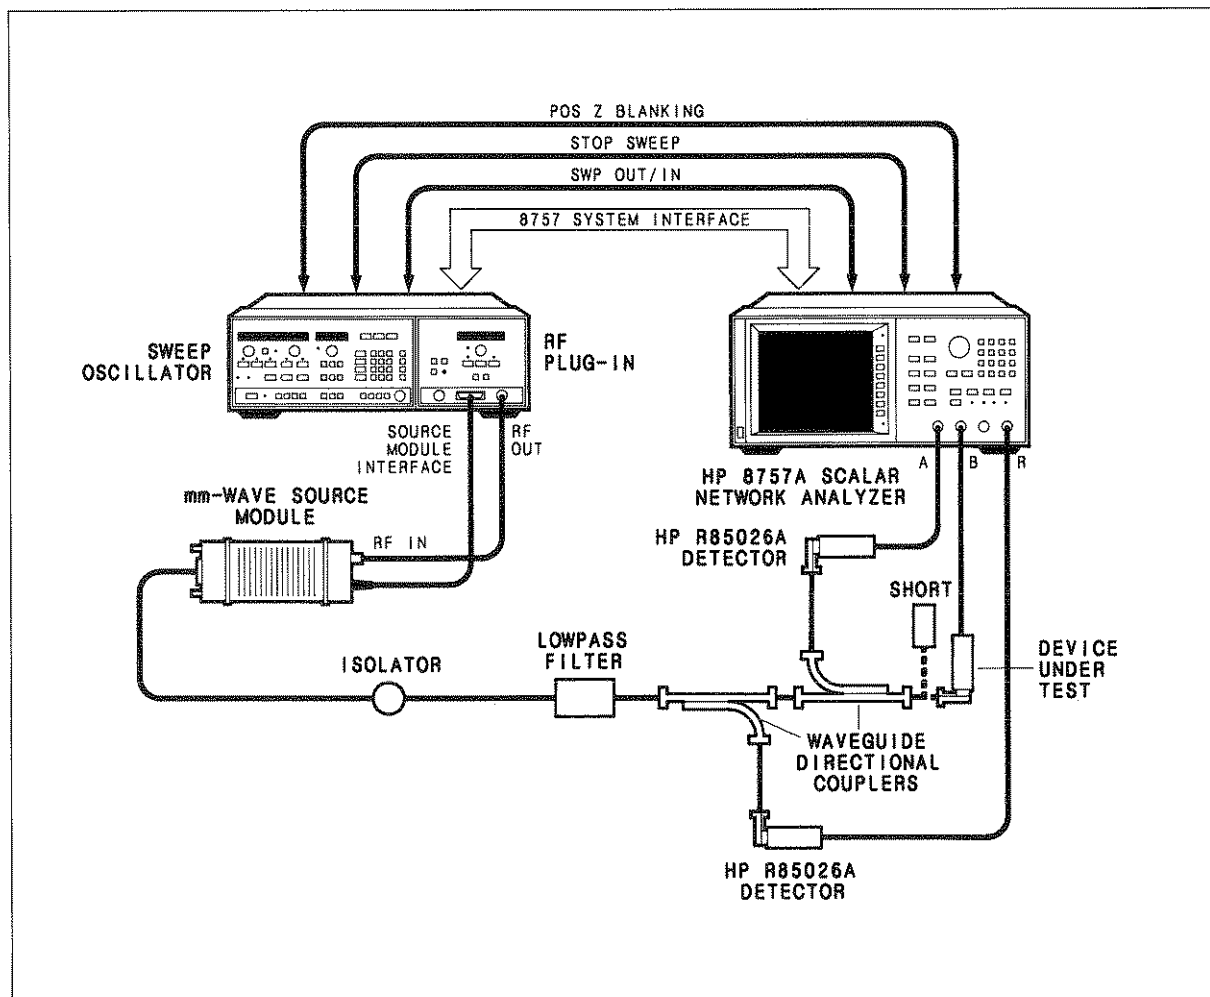 POS Z BLANKING
STOP SWEEP
SWP OUT/IN
8757 SYSTEM INTERFACE
SWEEP
OSCILLATOR
RF
PLUG-IN
SOURCE
MODULE
INTERFACE
RF
OUT
A
B
R
HP 8757A SCALAR
NETWORK ANALYZER
mm-WAVE SOURCE
MODULE
RF IN
HP R85026A
DETECTOR
SHORT
DEVICE
UNDER
TEST
ISOLATOR
LOWPASS
FILTER
WAVEGUIDE
DIRECTIONAL
COUPLERS
HP R85026A
DETECTOR